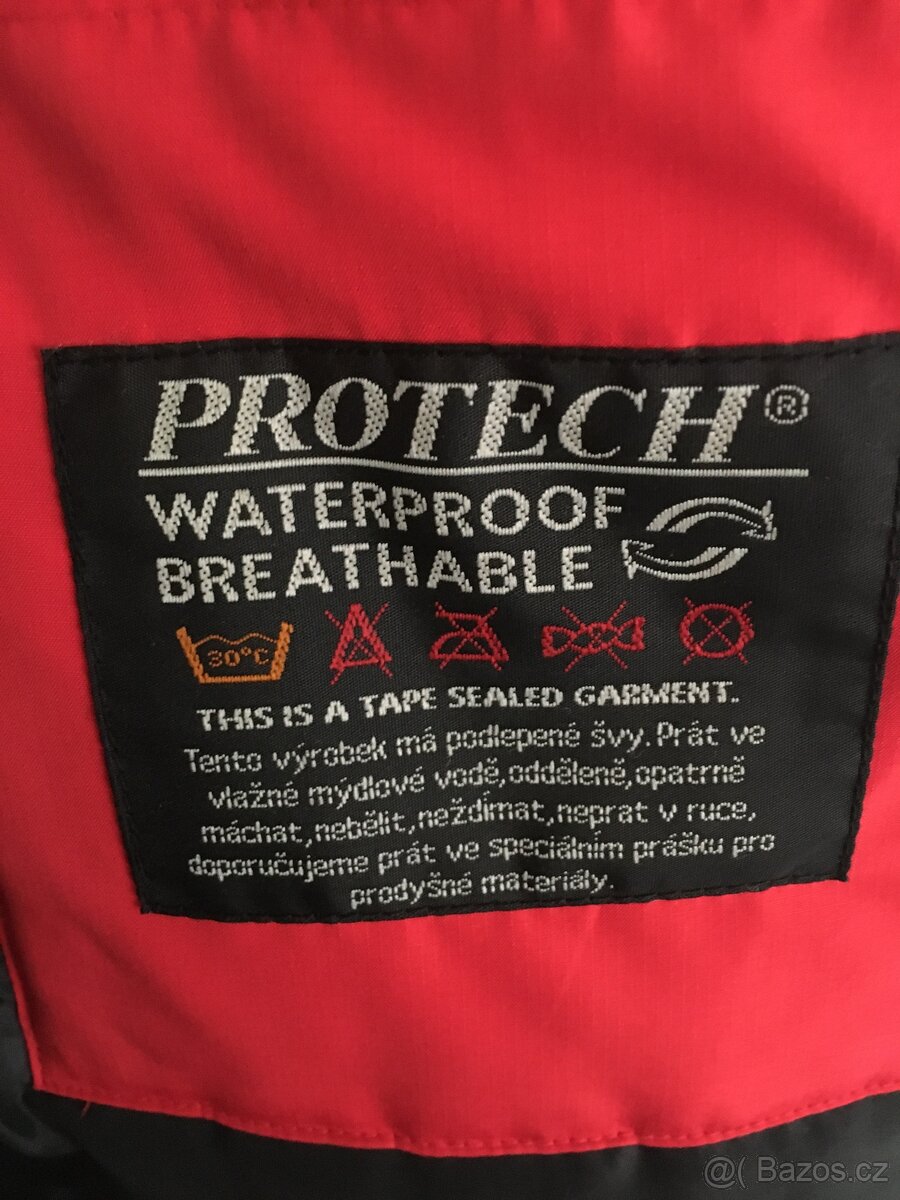 PROTECH®
WATERPROOF
BREATHABLE
30°C
THIS IS A TAPE SEALED GARMENT.
Tento výrobek má podlepené švy. Prát ve
vlažné mýdlové vodě, odděleně, opatrně
máchat, nebělit, neždímat, neprat v ruce,
doporučujeme prát ve speciálním prášku pro
prodyšné materiály.
@( Bazos.cz